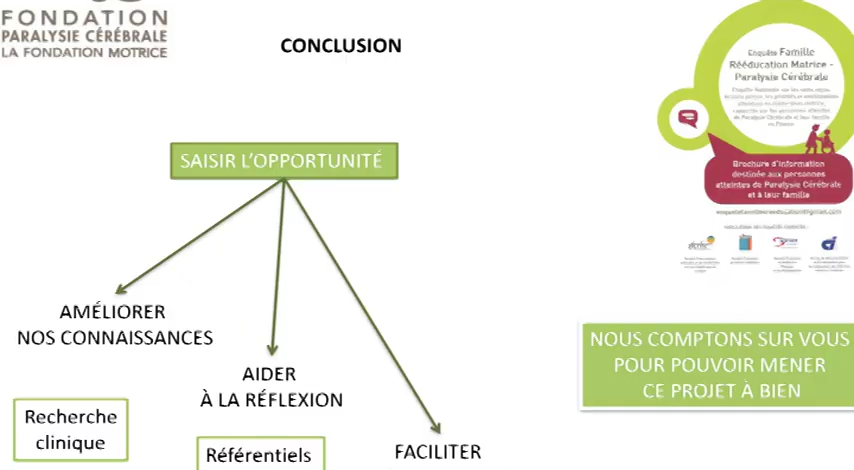 FONDATION
PARALYSIE CÉRÉBRALE
LA FONDATION MOTRICE
CONCLUSION
SAISIR L'OPPORTUNITÉ
AMÉLIORER
NOS CONNAISSANCES
AIDER
À LA RÉFLEXION
Recherche
clinique
Référentiels
FACILITER
Enquête Famille
Rééducation Matrice -
Paralysie Cérébrale
Brochure d'information
destinée aux personnes
atteintes de Paralysie Cérébrale
et à leur famille
NOUS COMPTONS SUR VOUS
POUR POUVOIR MENER
CE PROJET À BIEN